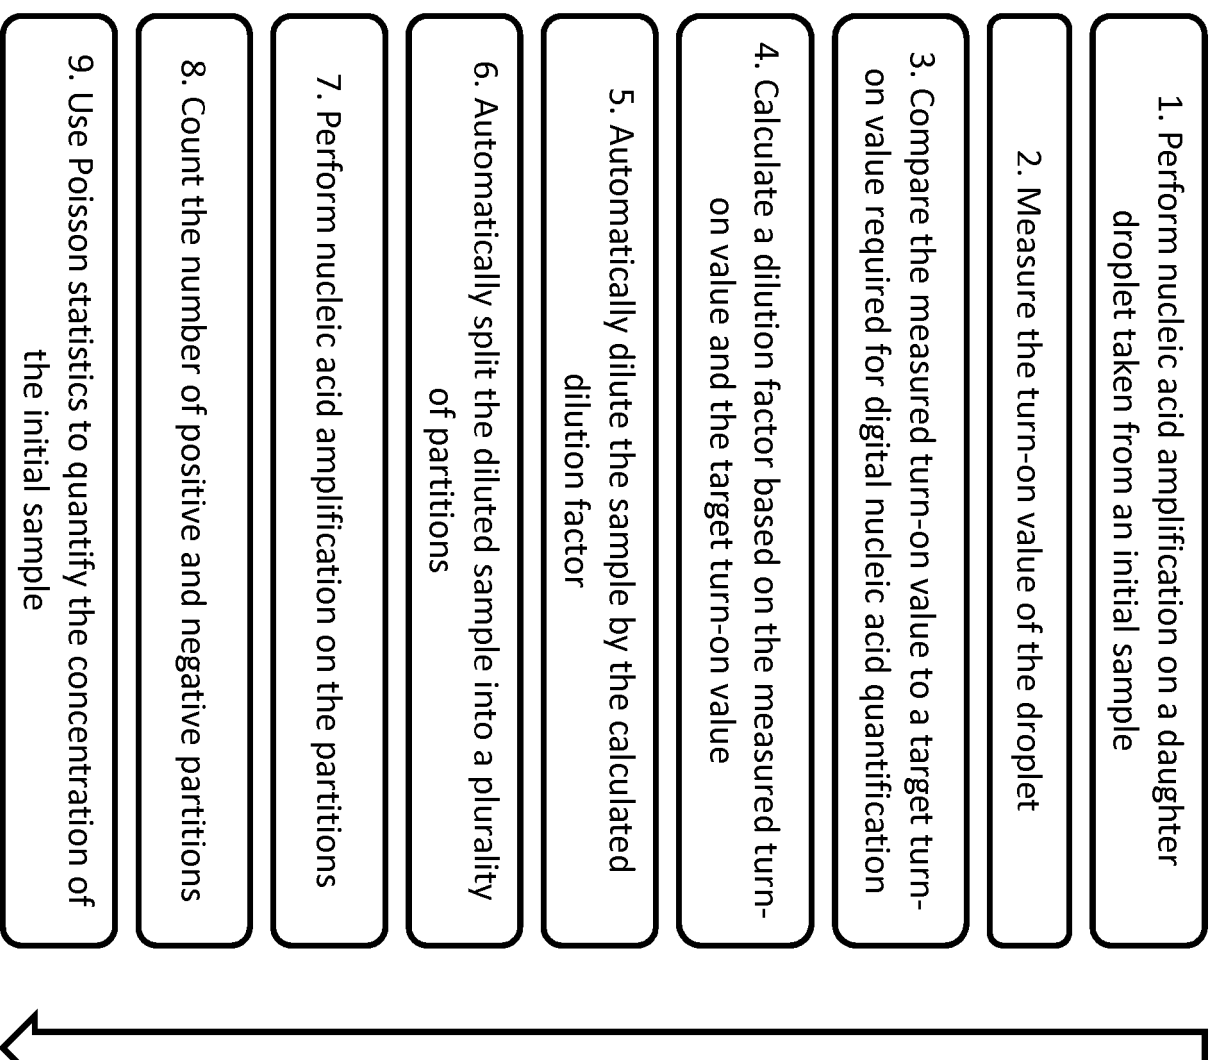 1. Perform nucleic acid amplification on a daughter
droplet taken from an initial sample
2. Measure the turn-on value of the droplet
3. Compare the measured turn-on value to a target turn-
on value required for digital nucleic acid quantification
4. Calculate a dilution factor based on the measured turn-
on value and the target turn-on value
5. Automatically dilute the sample by the calculated
dilution factor
6. Automatically split the diluted sample into a plurality
of partitions
7. Perform nucleic acid amplification on the partitions
8. Count the number of positive and negative partitions
9. Use Poisson statistics to quantify the concentration of
the initial sample